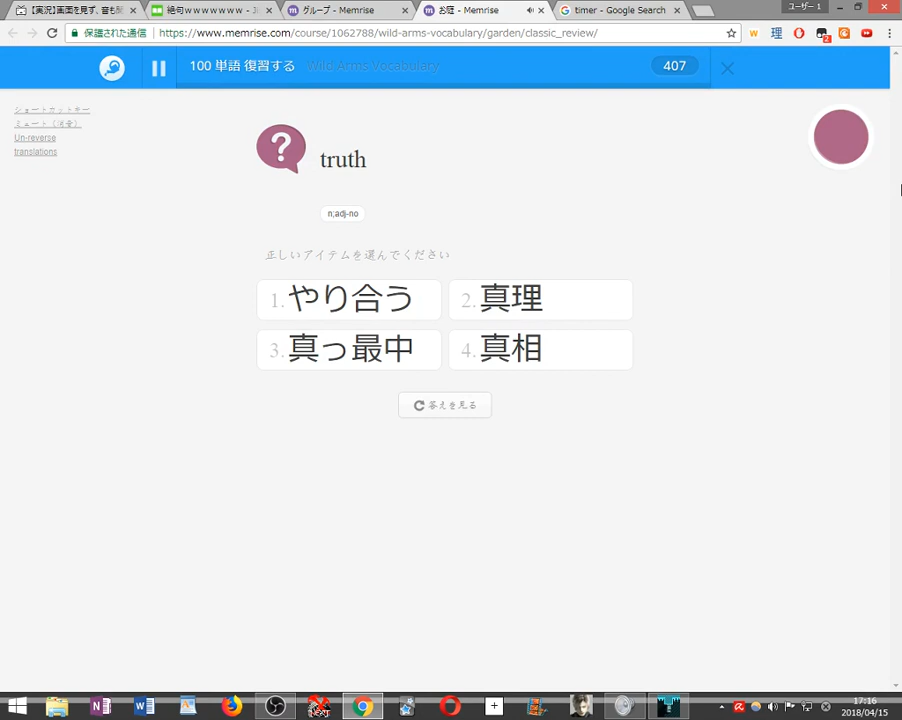 【実況】画面を見ず、音も聞
絶句ｗｗｗｗｗｗｗ - Ji
グループ - Memrise
お庭 - Memrise
timer - Google Search
ユーザー 1
保護された通信
https://www.memrise.com/course/1062788/wild-arms-vocabulary/garden/classic_review/
100 単語 復習する
Wild Arms Vocabulary
407
ショートカットキー
Un-reverse
translations
truth
n;adj-no
正しいアイテムを選んでください
1. やり合う
2. 真理
3. 真っ最中
4. 真相
答えを見る
17:16
2018/04/15